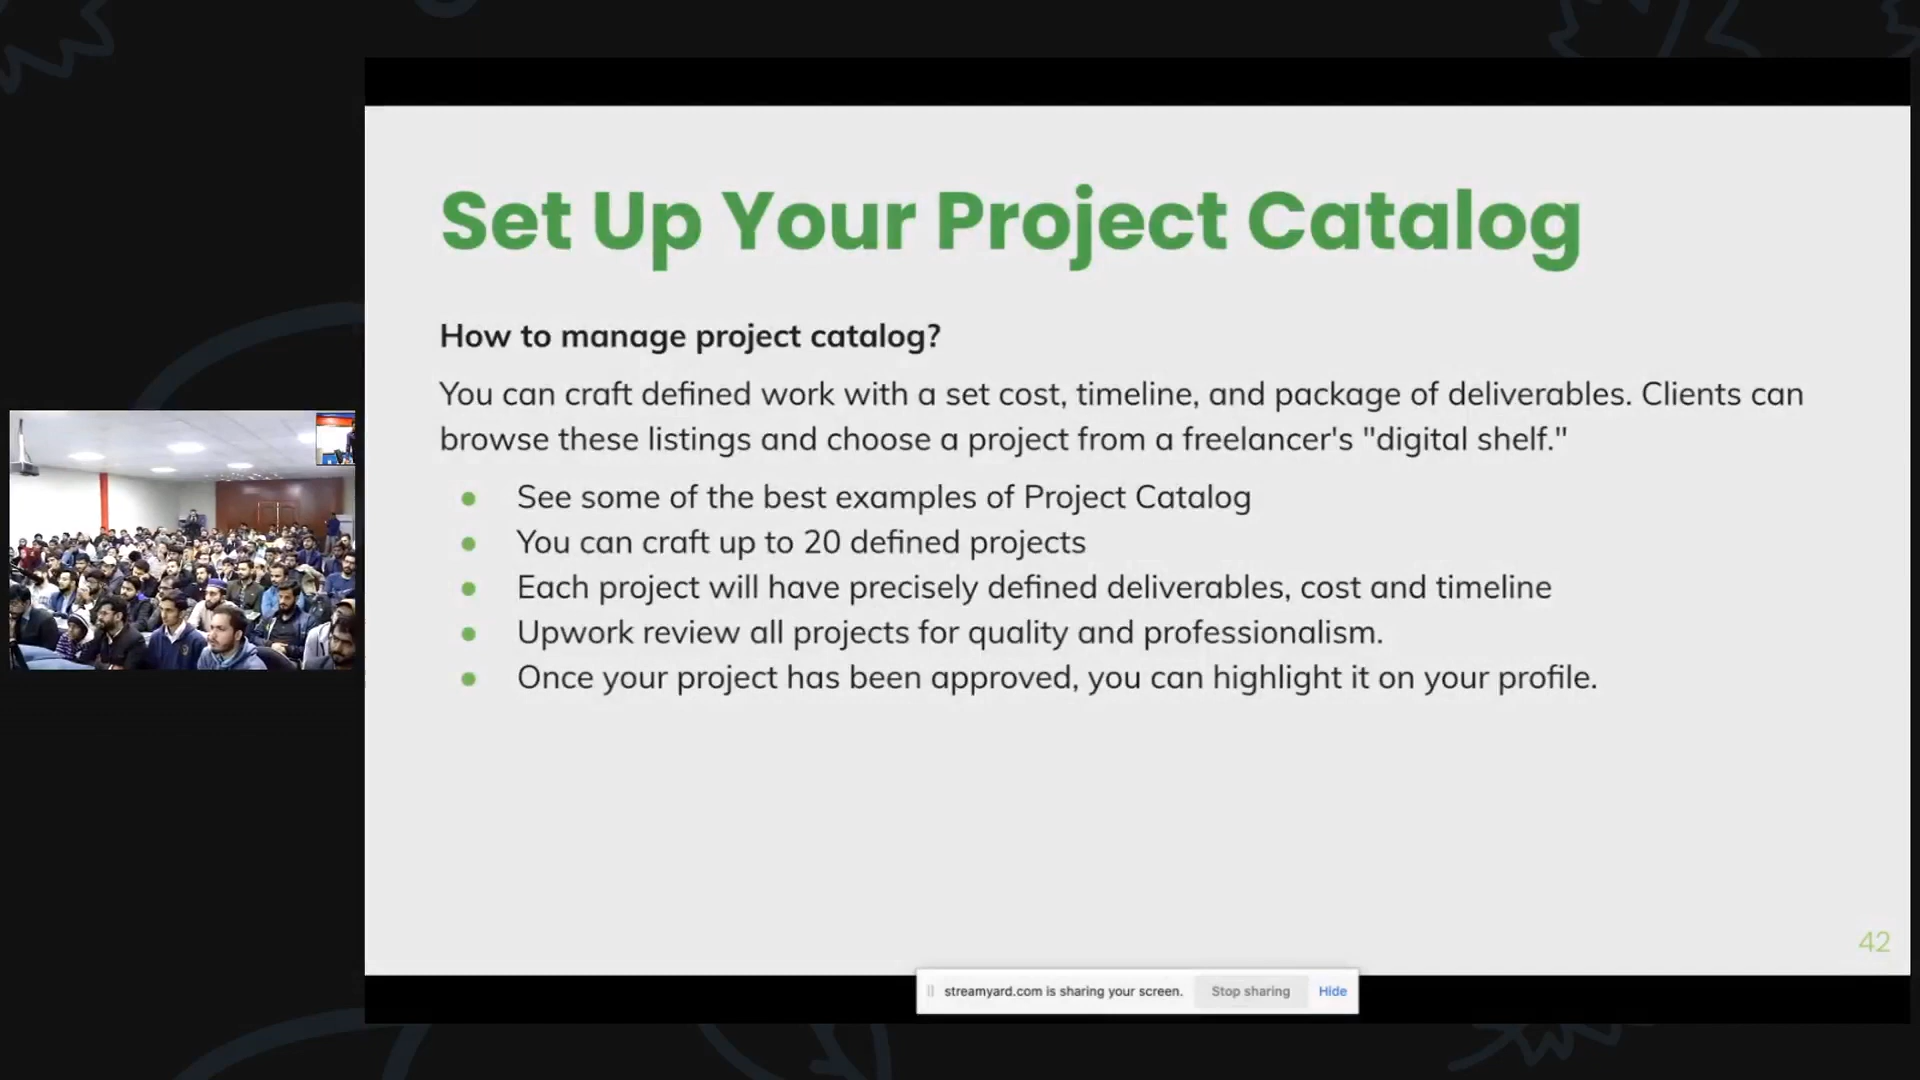 Set Up Your Project Catalog
How to manage project catalog?
You can craft defined work with a set cost, timeline, and package of deliverables. Clients can
browse these listings and choose a project from a freelancer's "digital shelf."
See some of the best examples of Project Catalog
You can craft up to 20 defined projects
Each project will have precisely defined deliverables, cost and timeline
Upwork review all projects for quality and professionalism.
Once your project has been approved, you can highlight it on your profile.
42
streamyard.com is sharing your screen. Stop sharing Hide